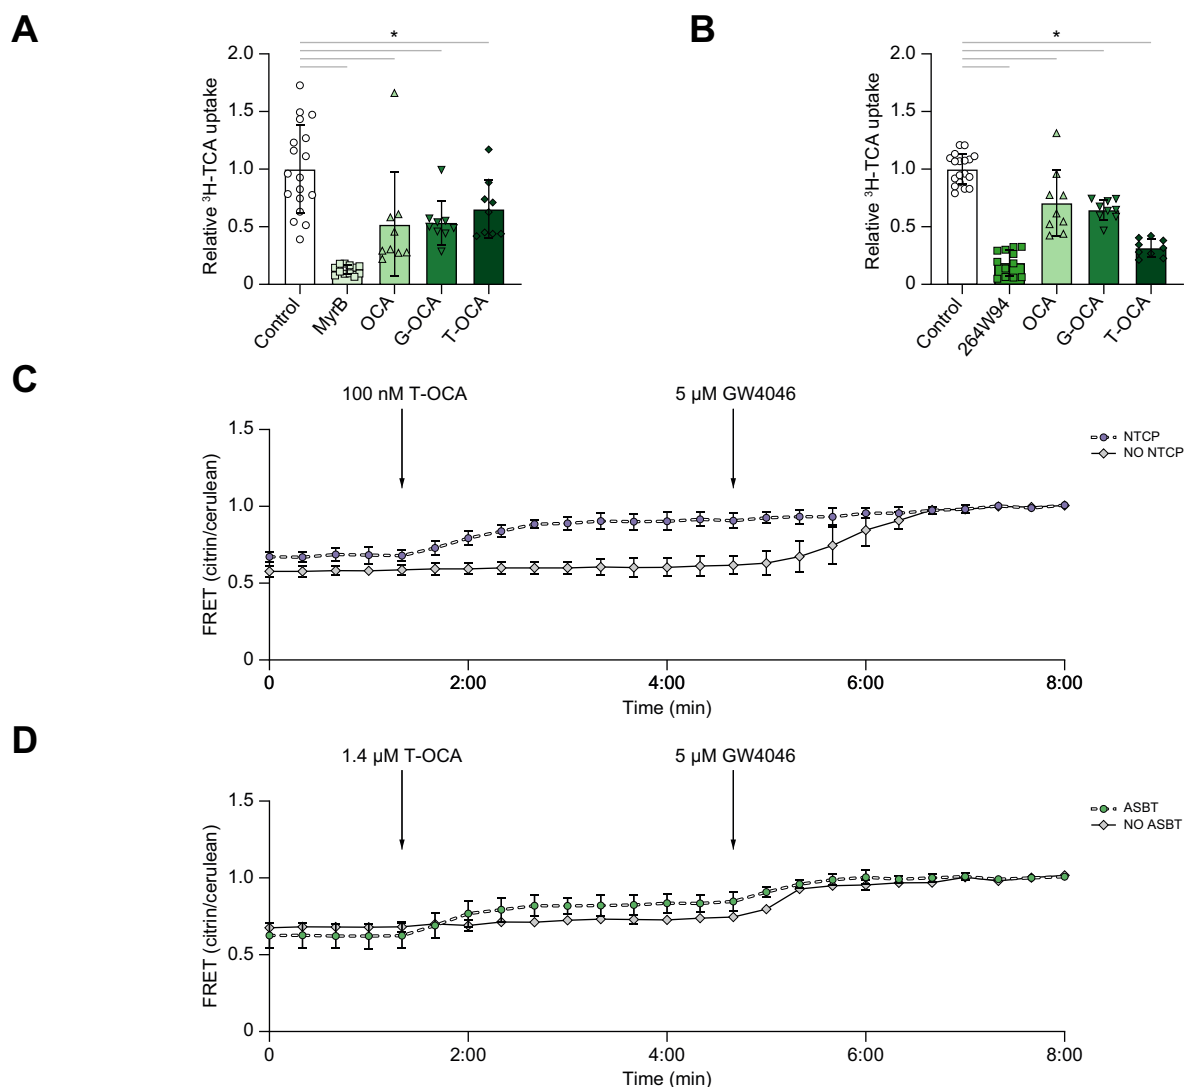 A
*
Relative ³H-TCA uptake
2.0
1.5
1.0
0.5
0
Control
MyrB
OCA
G-OCA
T-OCA
B
*
Relative ³H-TCA uptake
2.0
1.5
1.0
0.5
0
Control
264W94
OCA
G-OCA
T-OCA
C
100 nM T-OCA
5 µM GW4046
FRET (citrin/cerulean)
1.5
1.0
0.5
0
0
2:00
4:00
6:00
8:00
Time (min)
NTCP
NO NTCP
D
1.4 µM T-OCA
5 µM GW4046
FRET (citrin/cerulean)
1.5
1.0
0.5
0
0
2:00
4:00
6:00
8:00
Time (min)
ASBT
NO ASBT